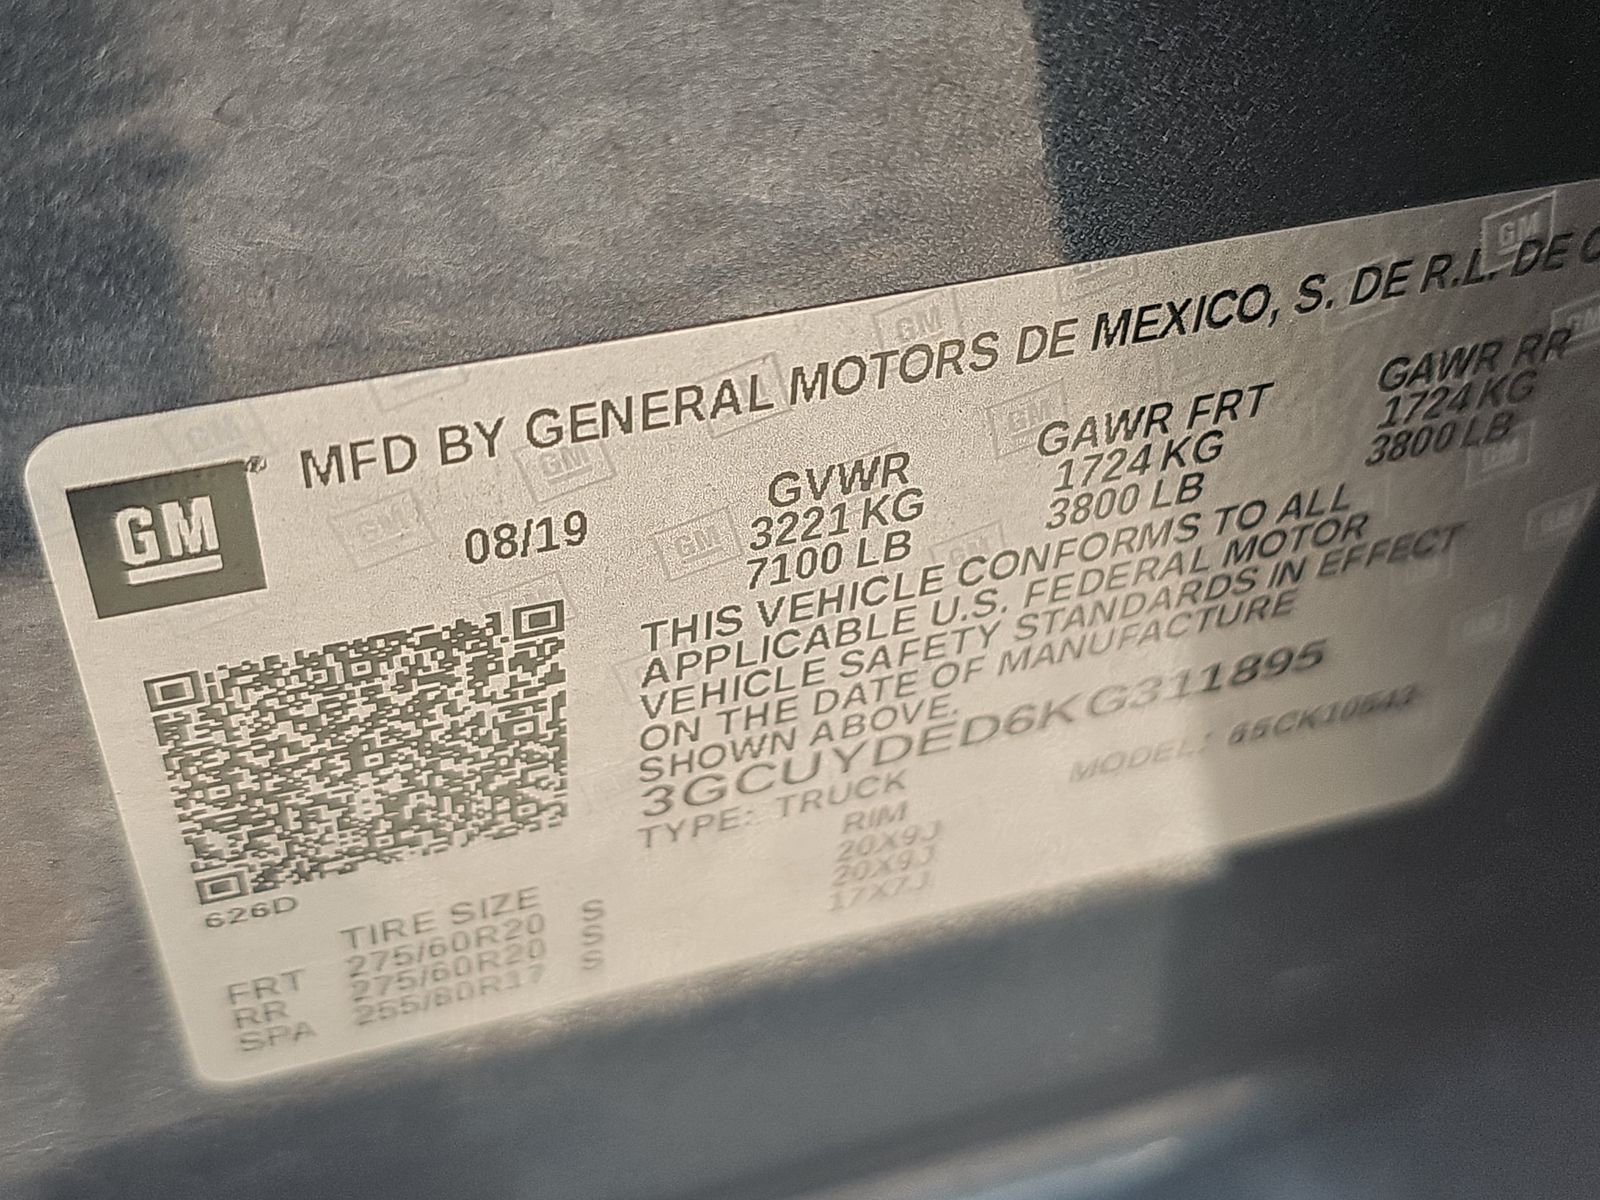 MFD BY GENERAL MOTORS DE MEXICO, S. DE R.L. DE C
GM
08/19
GVWR
3221 KG
7100 LB
GAWR FRT
1724 KG
3800 LB
GAWR RR
1724 KG
3800 LB
THIS VEHICLE CONFORMS TO ALL
APPLICABLE U.S. FEDERAL MOTOR
VEHICLE SAFETY STANDARDS IN EFFECT
ON THE DATE OF MANUFACTURE
SHOWN ABOVE.
3GCUYDED6KG311895
TYPE: TRUCK
MODEL:
626D
TIRE SIZE
RIM
FRT 275/60R20 S 20X9J
RR 275/60R20 S 20X9J
SPA 255/80R17 S 17X7J